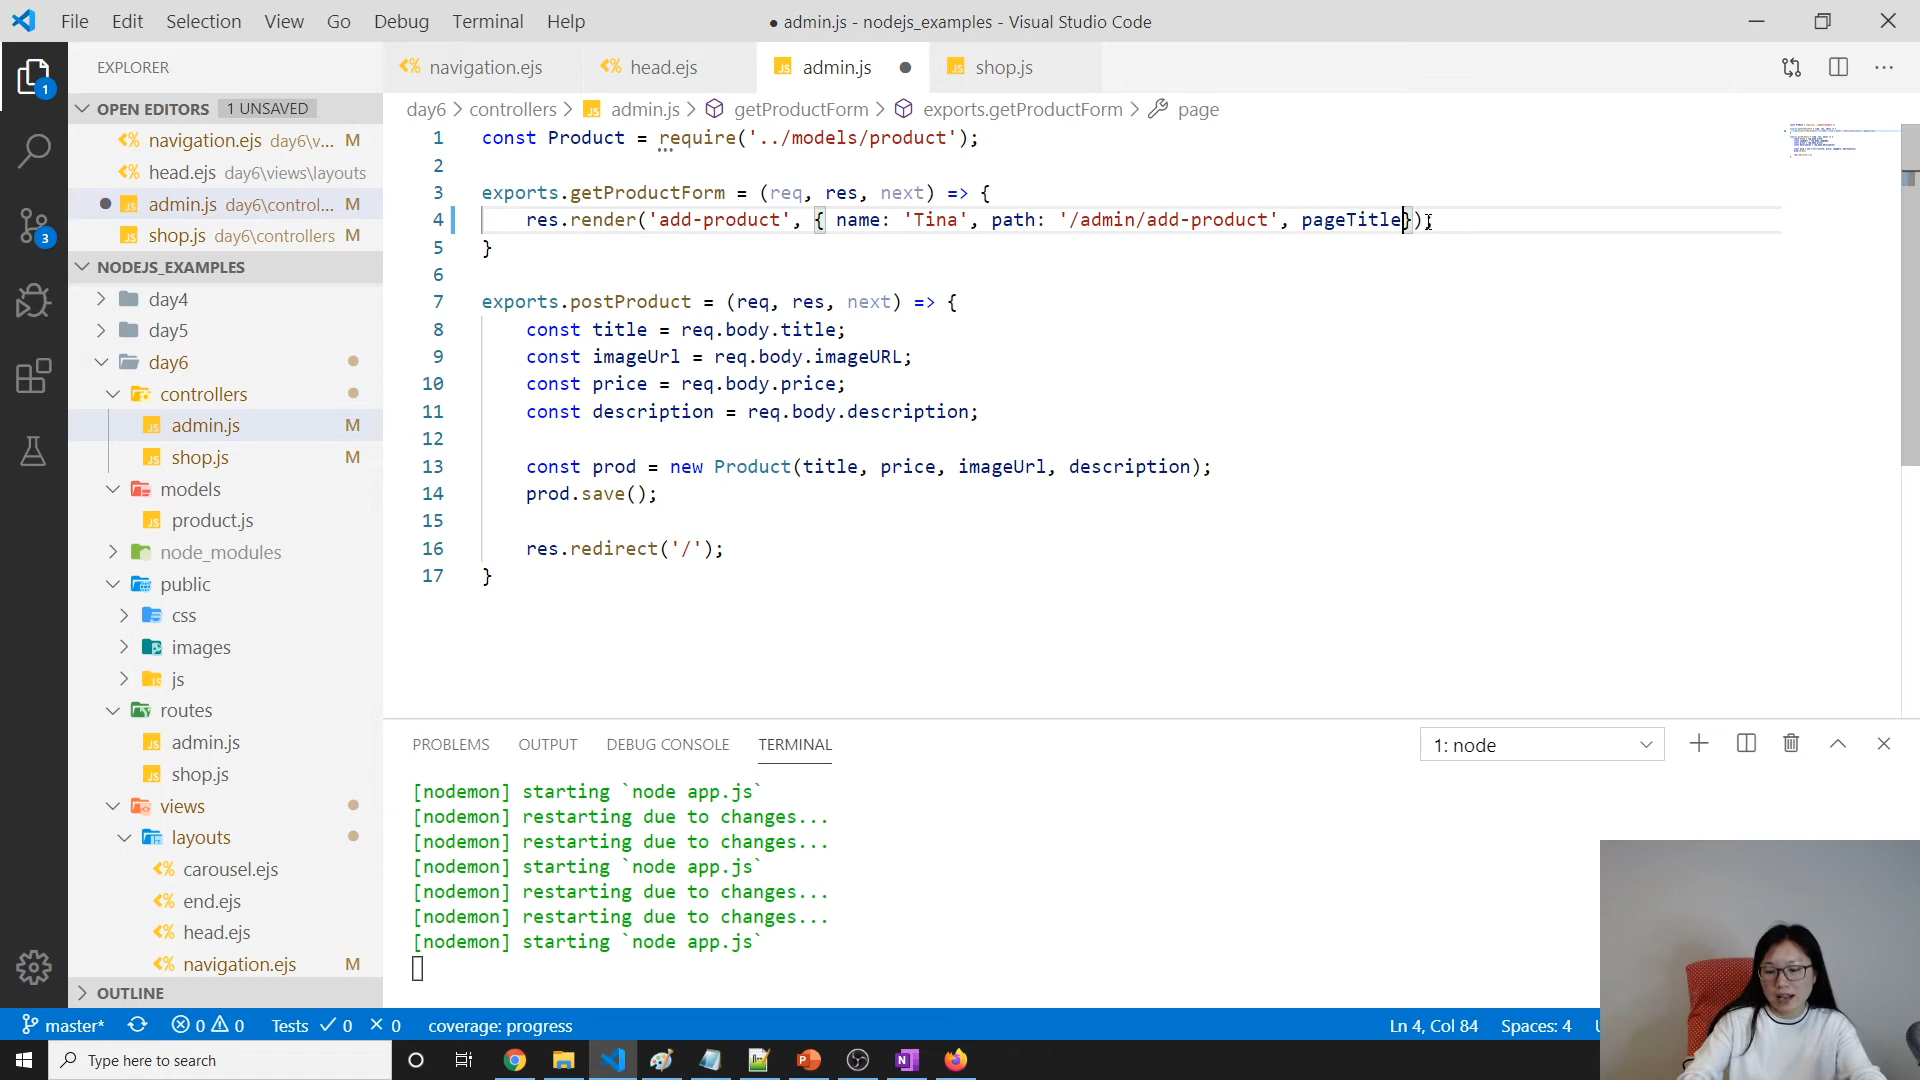 File Edit Selection View Go Debug Terminal Help
● admin.js - nodejs_examples - Visual Studio Code
EXPLORER
navigation.ejs
head.ejs
admin.js
shop.js
OPEN EDITORS 1 UNSAVED
day6 > controllers > admin.js > getProductForm > exports.getProductForm > page
navigation.ejs day6\v... M
head.ejs day6\views\layouts
admin.js day6\control... M
shop.js day6\controllers M
NODEJS_EXAMPLES
day4
day5
day6
controllers
admin.js M
shop.js M
models
product.js
node_modules
public
css
images
js
routes
admin.js
shop.js
views
layouts
carousel.ejs
end.ejs
head.ejs
navigation.ejs M
OUTLINE
1 const Product = require('../models/product');
2
3 exports.getProductForm = (req, res, next) => {
4 res.render('add-product', { name: 'Tina', path: '/admin/add-product', pageTitle});
5 }
6
7 exports.postProduct = (req, res, next) => {
8 const title = req.body.title;
9 const imageUrl = req.body.imageURL;
10 const price = req.body.price;
11 const description = req.body.description;
12
13 const prod = new Product(title, price, imageUrl, description);
14 prod.save();
15
16 res.redirect('/');
17 }
PROBLEMS OUTPUT DEBUG CONSOLE TERMINAL
1: node
[nodemon] starting `node app.js`
[nodemon] restarting due to changes...
[nodemon] restarting due to changes...
[nodemon] starting `node app.js`
[nodemon] restarting due to changes...
[nodemon] restarting due to changes...
[nodemon] starting `node app.js`
1
3
master* 0 0 Tests 0 0 coverage: progress
Ln 4, Col 84 Spaces: 4
Type here to search